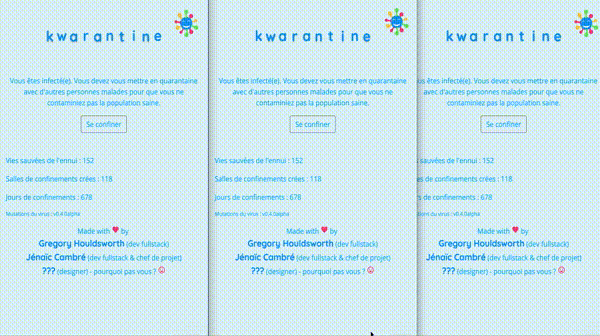 kwarantine
Vous êtes infecté(e). Vous devez vous mettre en quarantaine
avec d'autres personnes malades pour que vous ne
contaminiez pas la population saine.
Se confiner
Vies sauvées de l'ennui : 152
Salles de confinements crées : 118
Jours de confinements : 678
Mutations du virus : v0.4.0alpha
Made with ♥ by
Gregory Houldsworth (dev fullstack)
Jénaïc Cambré (dev fullstack & chef de projet)
??? (designer) - pourquoi pas vous ?
kwarantine
Vous êtes infecté(e). Vous devez vous mettre en quarantaine
avec d'autres personnes malades pour que vous ne
contaminiez pas la population saine.
Se confiner
Vies sauvées de l'ennui : 152
Salles de confinements crées : 118
Jours de confinements : 678
Mutations du virus : v0.4.0alpha
Made with ♥ by
Gregory Houldsworth (dev fullstack)
Jénaïc Cambré (dev fullstack & chef de projet)
??? (designer) - pourquoi pas vous ?
kwarantine
us êtes infecté(e). Vous devez vous mettre en quarantaine
avec d'autres personnes malades pour que vous ne
contaminiez pas la population saine.
Se confiner
s sauvées de l'ennui : 152
les de confinements crées : 118
rs de confinements : 678
du virus : v0.4.0alpha
Made with ♥ by
Gregory Houldsworth (dev fullstack)
Jénaïc Cambré (dev fullstack & chef de projet)
??? (designer) - pourquoi pas vous ?